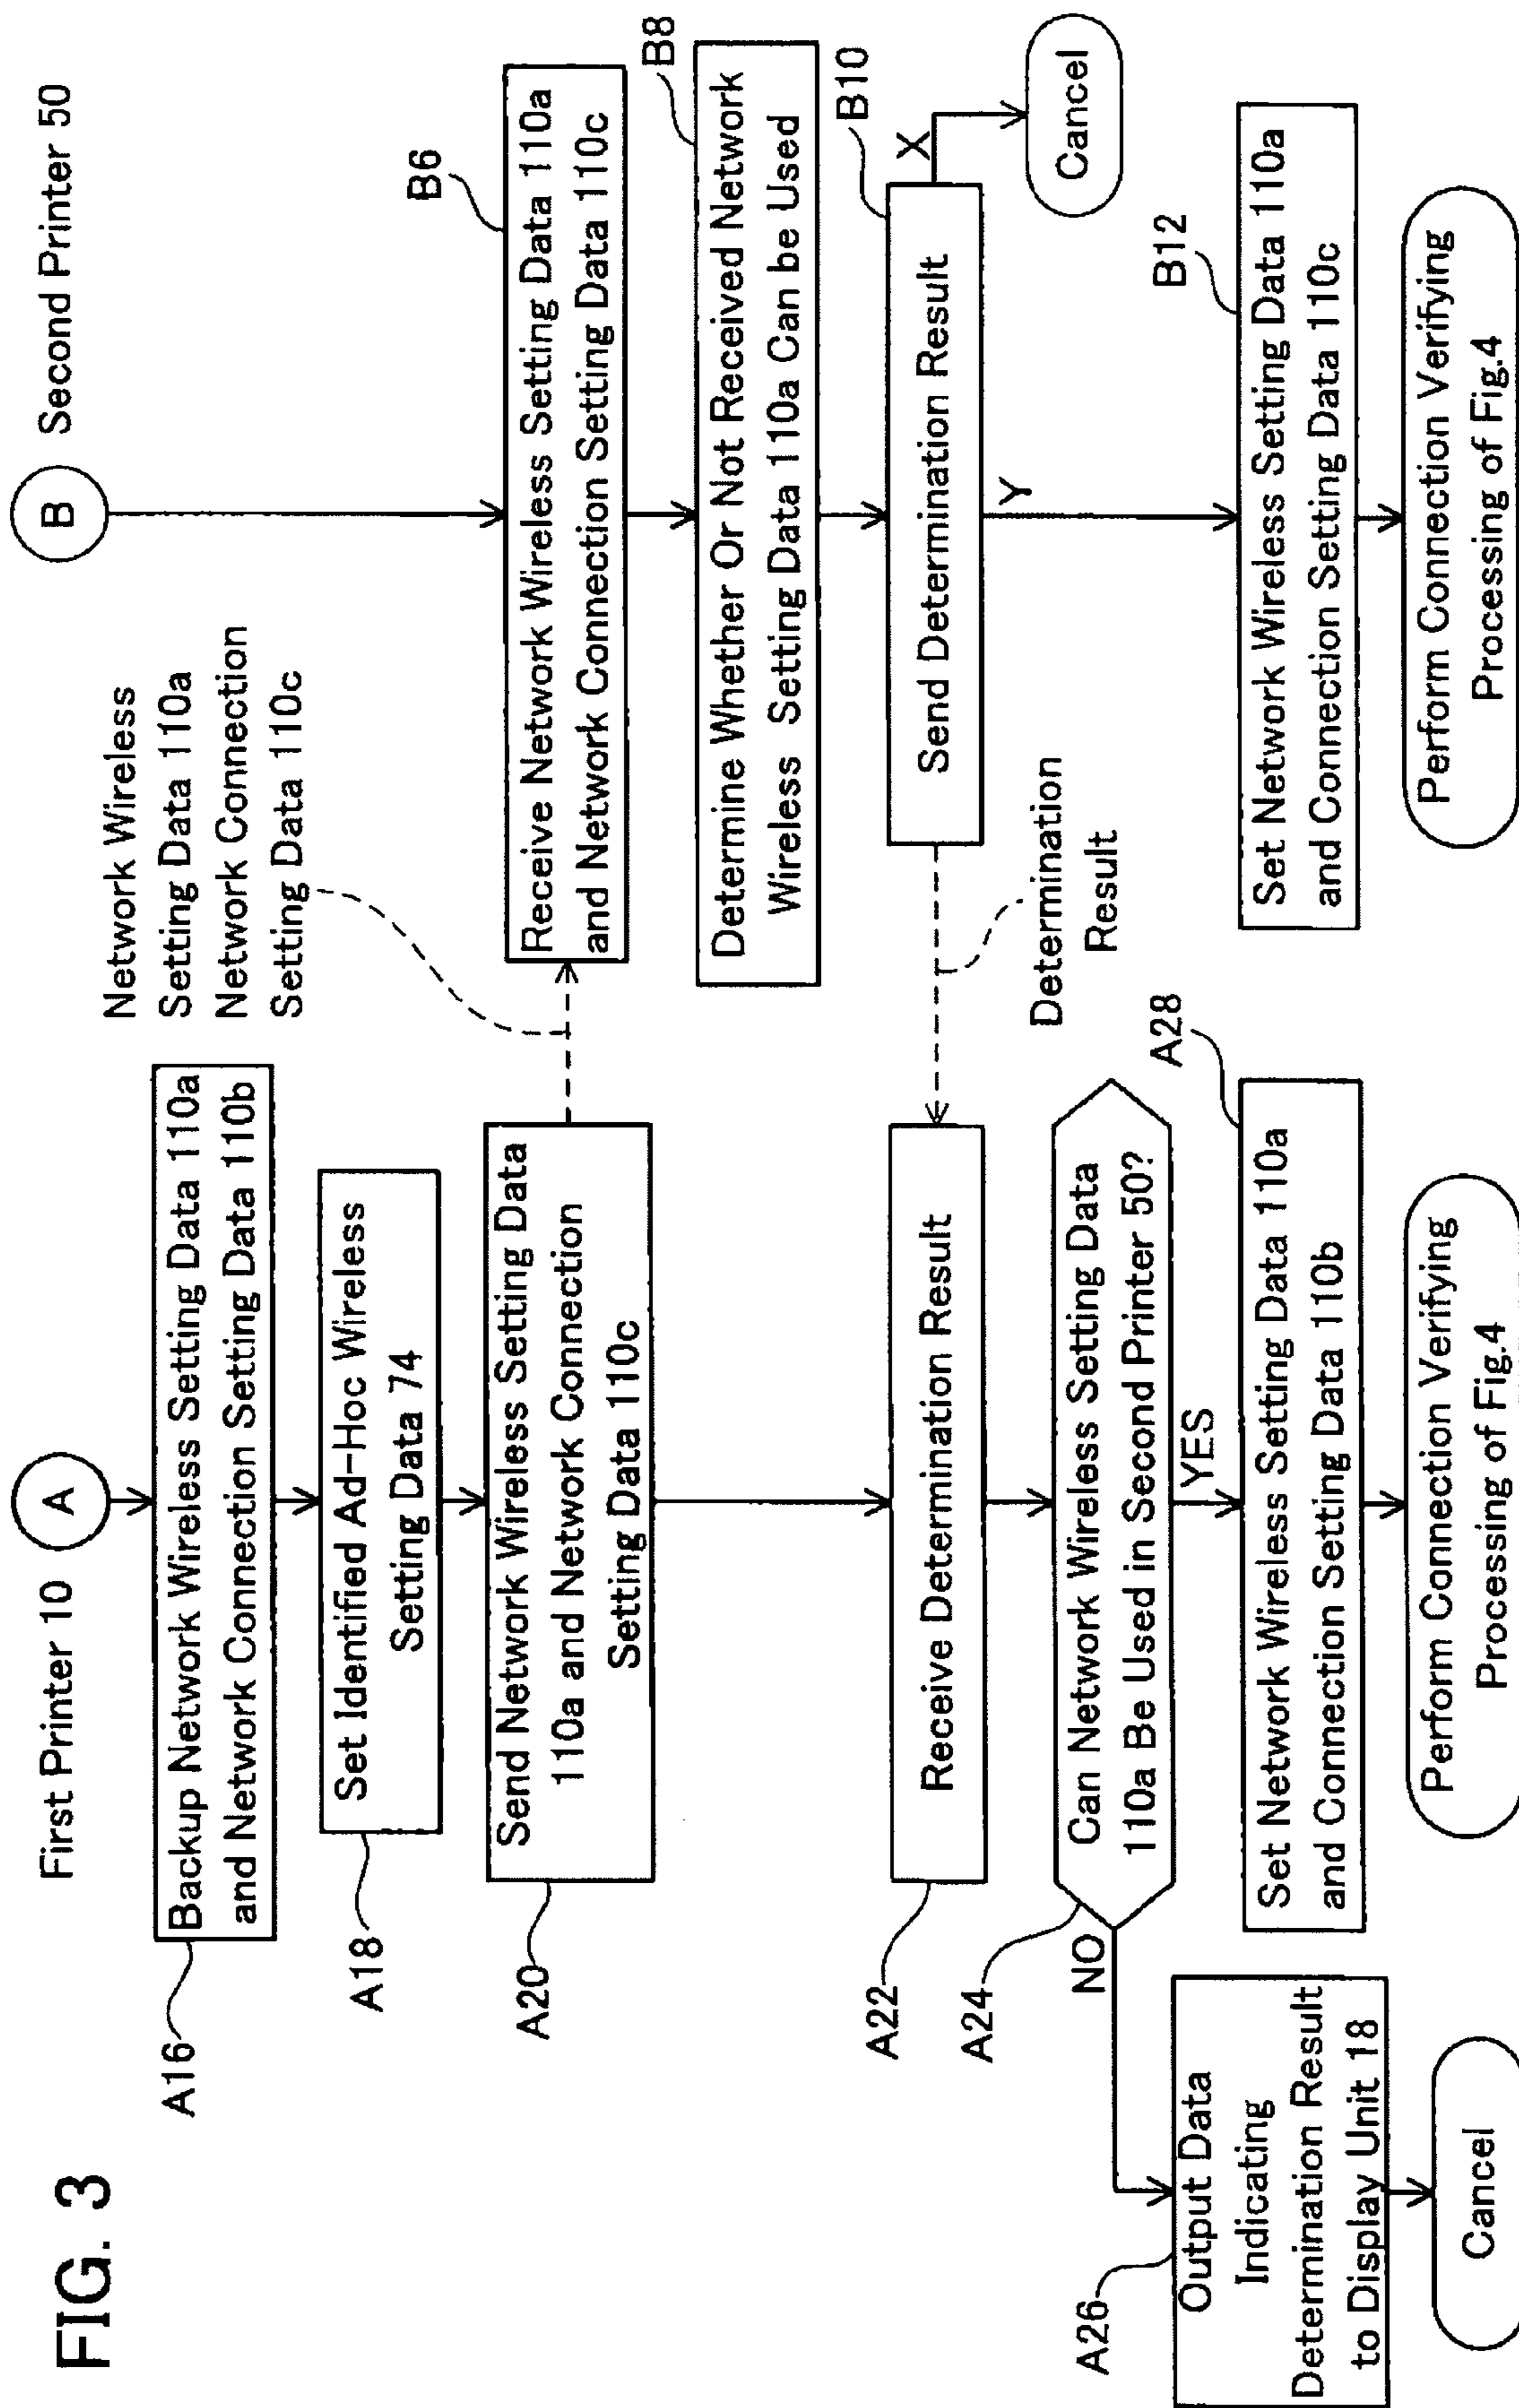 FIG. 3
First Printer 10
A
A16
Backup Network Wireless Setting Data 110a
and Network Connection Setting Data 110b
A18
Set Identified Ad-Hoc Wireless
Setting Data 74
A20
Send Network Wireless Setting Data
110a and Network Connection
Setting Data 110c
A22
Receive Determination Result
A24
Can Network Wireless Setting Data
110a Be Used in Second Printer 50?
NO
YES
A26
Output Data
Indicating
Determination Result
to Display Unit 18
Cancel
A28
Set Network Wireless Setting Data 110a
and Connection Setting Data 110b
Perform Connection Verifying
Processing of Fig.4
Network Wireless
Setting Data 110a
Network Connection
Setting Data 110c
Determination
Result
B
Second Printer 50
B6
Receive Network Wireless Setting Data 110a
and Network Connection Setting Data 110c
B8
Determine Whether Or Not Received Network
Wireless Setting Data 110a Can be Used
B10
Send Determination Result
X
Cancel
Y
B12
Set Network Wireless Setting Data 110a
and Connection Setting Data 110c
Perform Connection Verifying
Processing of Fig.4